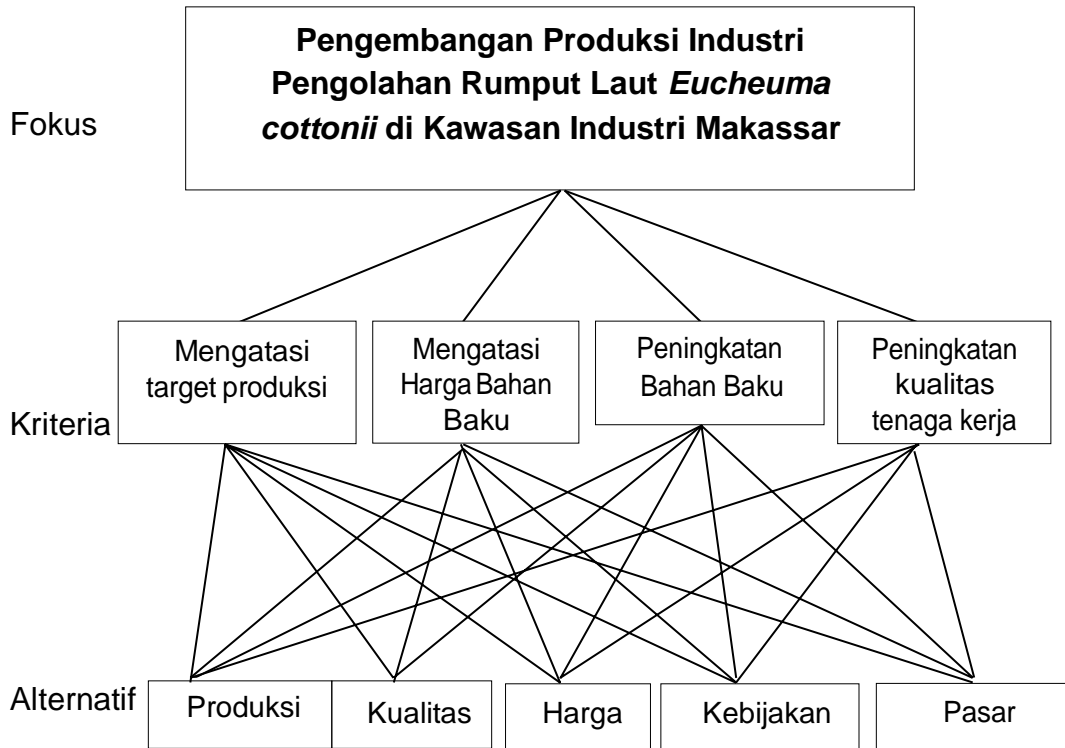 Pengembangan Produksi Industri
Pengolahan Rumput Laut Eucheuma
cottonii di Kawasan Industri Makassar
Fokus
Mengatasi
target produksi
Mengatasi
Harga Bahan
Baku
Peningkatan
Bahan Baku
Peningkatan
kualitas
tenaga kerja
Kriteria
Alternatif
Produksi
Kualitas
Harga
Kebijakan
Pasar